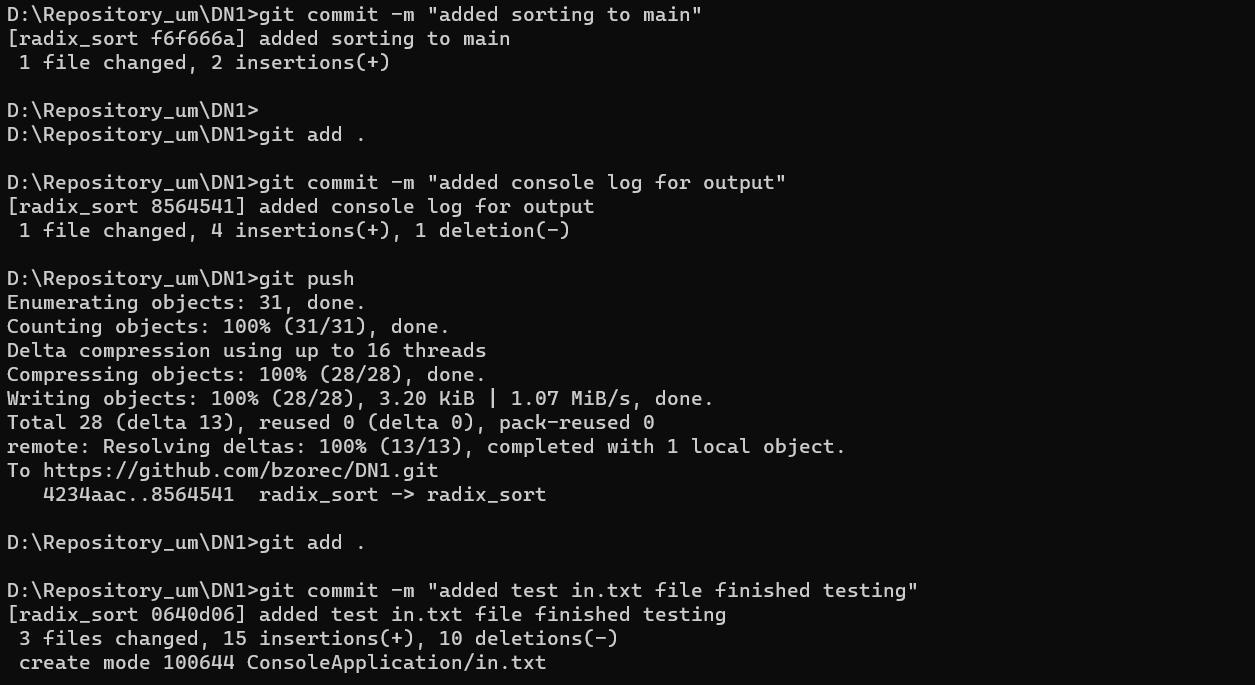 D:\Repository_um\DN1>git commit -m "added sorting to main"
[radix_sort f6f666a] added sorting to main
 1 file changed, 2 insertions(+)

D:\Repository_um\DN1>
D:\Repository_um\DN1>git add .

D:\Repository_um\DN1>git commit -m "added console log for output"
[radix_sort 8564541] added console log for output
 1 file changed, 4 insertions(+), 1 deletion(-)

D:\Repository_um\DN1>git push
Enumerating objects: 31, done.
Counting objects: 100% (31/31), done.
Delta compression using up to 16 threads
Compressing objects: 100% (28/28), done.
Writing objects: 100% (28/28), 3.20 KiB | 1.07 MiB/s, done.
Total 28 (delta 13), reused 0 (delta 0), pack-reused 0
remote: Resolving deltas: 100% (13/13), completed with 1 local object.
To https://github.com/bzorec/DN1.git
   4234aac..8564541  radix_sort -> radix_sort

D:\Repository_um\DN1>git add .

D:\Repository_um\DN1>git commit -m "added test in.txt file finished testing"
[radix_sort 0640d06] added test in.txt file finished testing
 3 files changed, 15 insertions(+), 10 deletions(-)
 create mode 100644 ConsoleApplication/in.txt